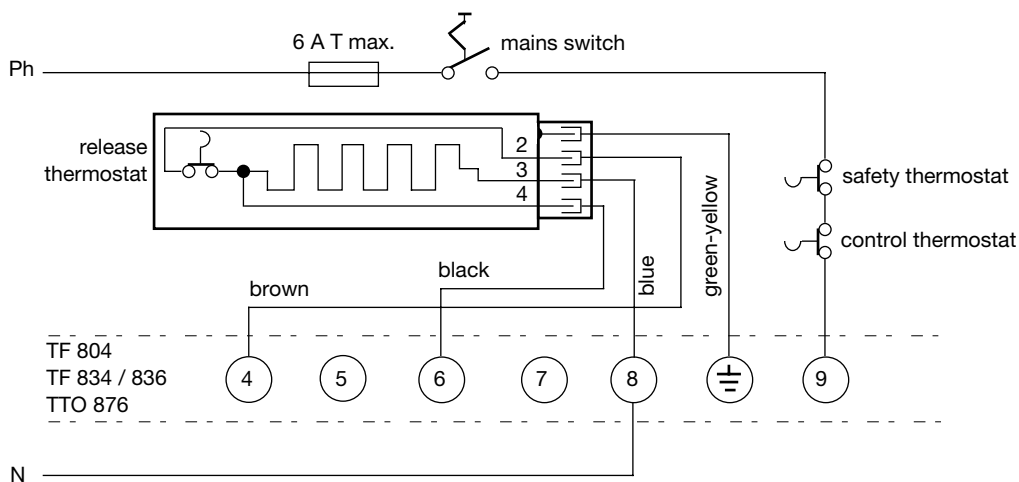 6 A T max.
mains switch
Ph
release
thermostat
2
3
4
safety thermostat
control thermostat
green-yellow
blue
black
brown
TF 804
TF 834 / 836
TTO 876
4
5
6
7
8
9
N